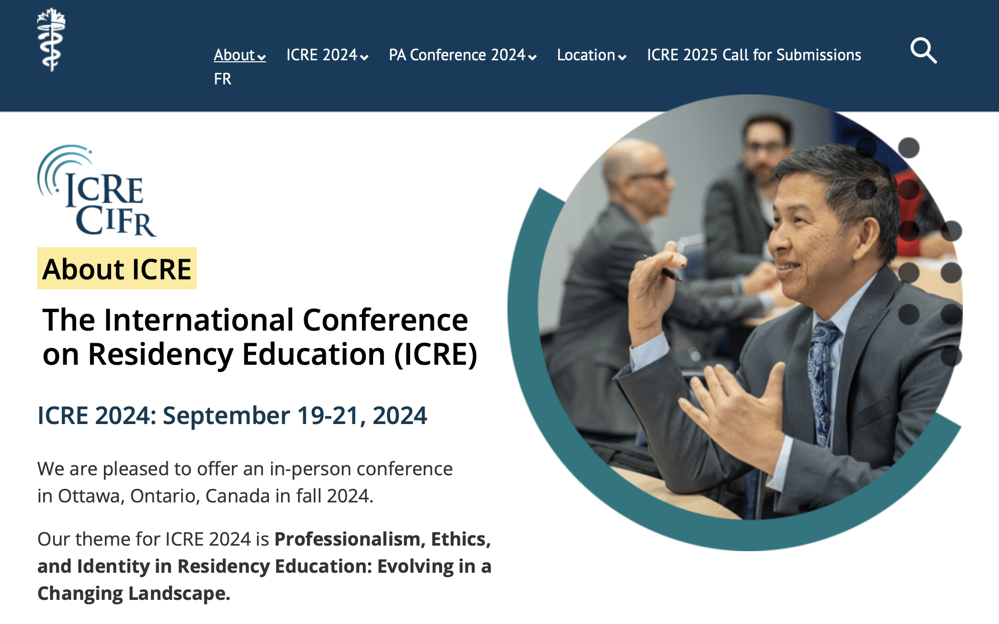 About ICRE 2024 PA Conference 2024 Location ICRE 2025 Call for Submissions
FR
ICRE
CIFR
About ICRE
The International Conference
on Residency Education (ICRE)
ICRE 2024: September 19-21, 2024
We are pleased to offer an in-person conference
in Ottawa, Ontario, Canada in fall 2024.
Our theme for ICRE 2024 is Professionalism, Ethics,
and Identity in Residency Education: Evolving in a
Changing Landscape.